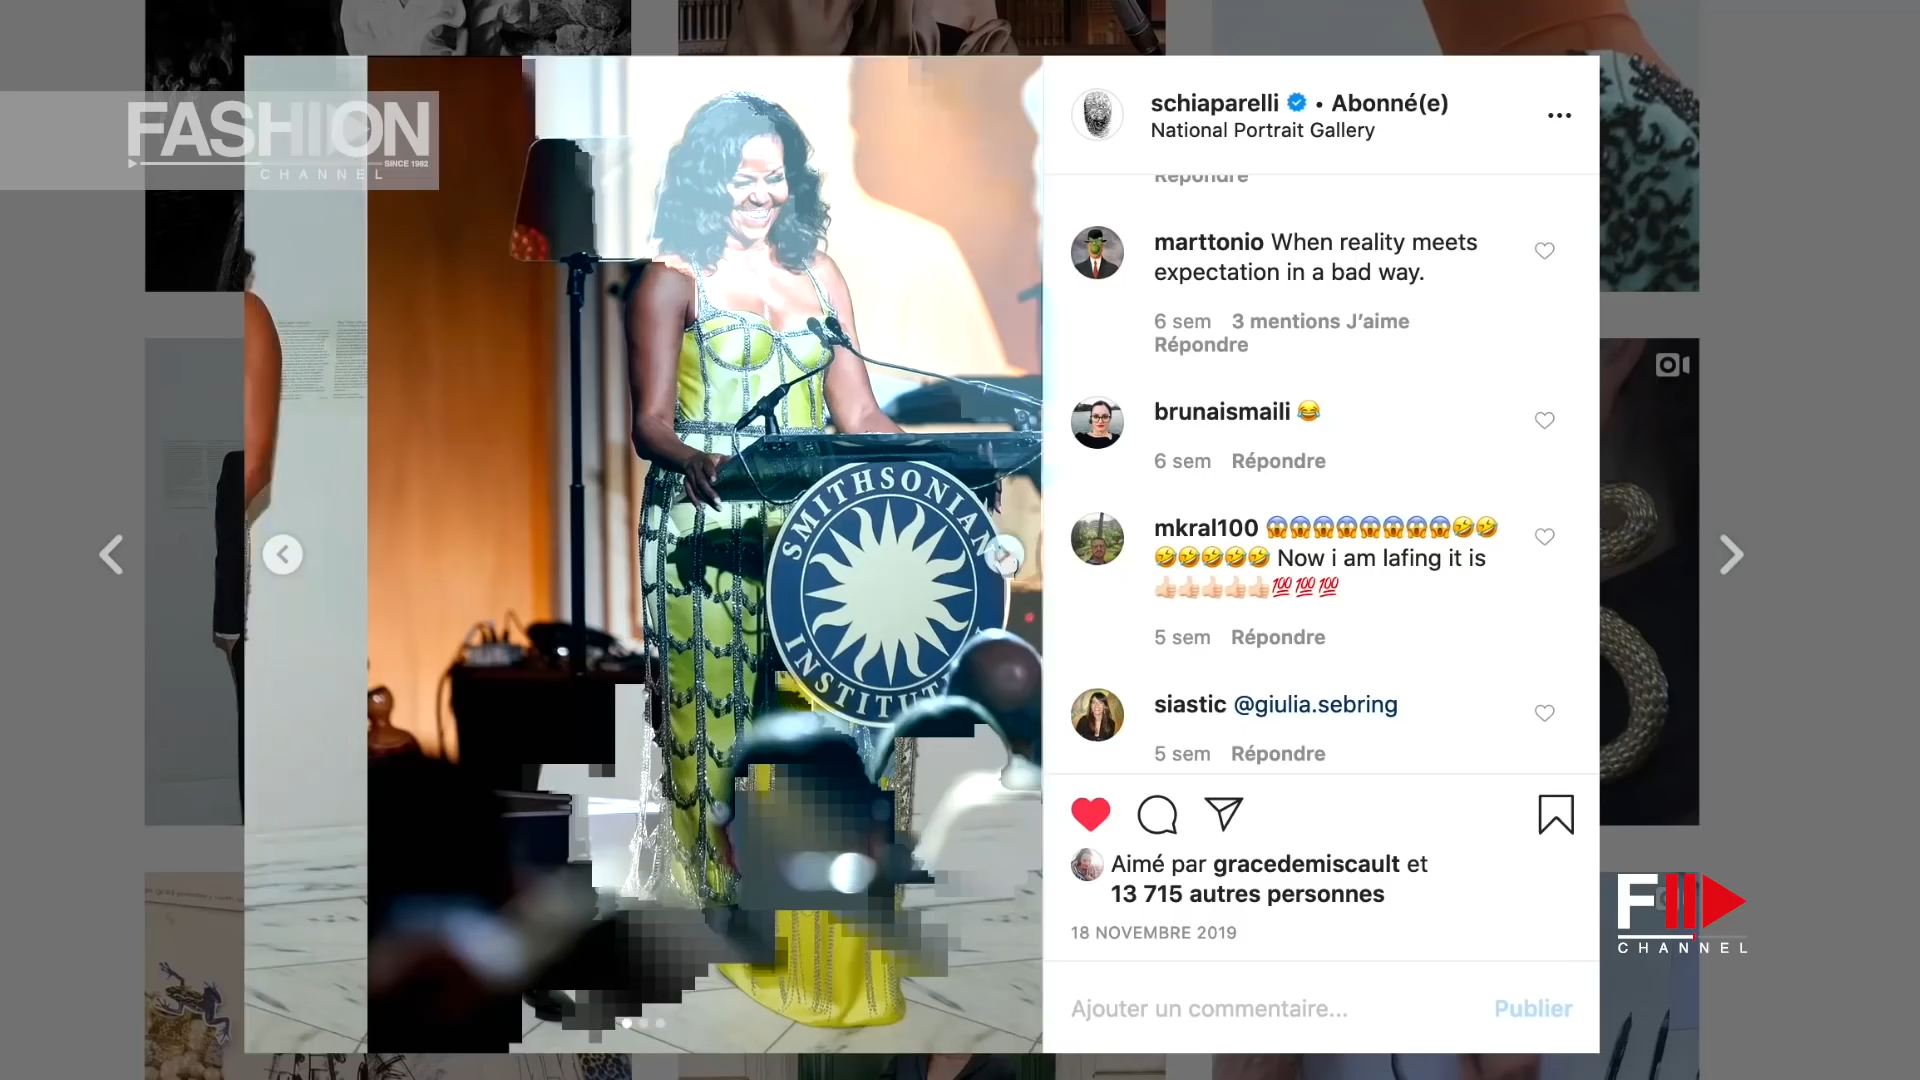 FASHION
SINCE 1982
CHANNEL
schiaparelli • Abonné(e)
National Portrait Gallery
Répondre
marttonio When reality meets
expectation in a bad way.
6 sem 3 mentions J'aime
Répondre
brunaismaili 😂
6 sem Répondre
mkral100 😱😱😱😱😱😱😱😱🤣🤣
🤣🤣🤣🤣🤣 Now i am lafing it is
👍🏻👍🏻👍🏻👍🏻👍🏻💯💯💯
5 sem Répondre
siastic @giulia.sebring
5 sem Répondre
Aimé par gracedemiscault et
13 715 autres personnes
18 NOVEMBRE 2019
Ajouter un commentaire... Publier
SMITHSONIAN
INSTITUT
F
CHANNEL